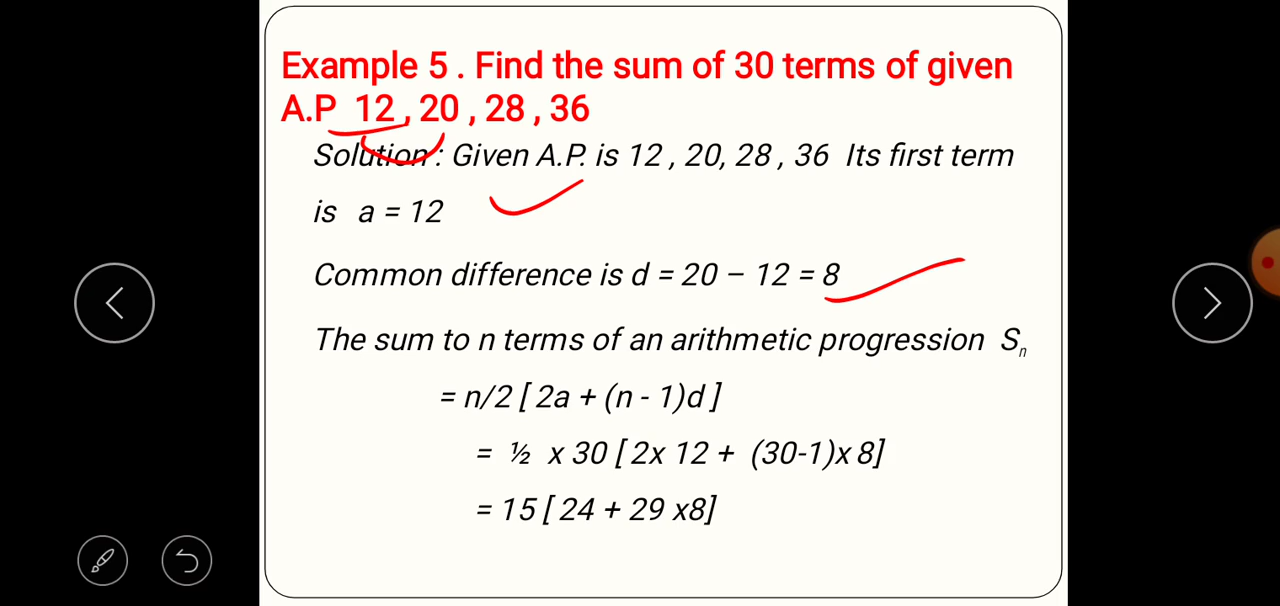 Example 5 . Find the sum of 30 terms of given
A.P 12 , 20 , 28 , 36
Solution : Given A.P. is 12 , 20, 28 , 36 Its first term
is a = 12
Common difference is d = 20 – 12 = 8
The sum to n terms of an arithmetic progression Sₙ
= n/2 [ 2a + (n - 1)d ]
= ½ x 30 [ 2x 12 + (30-1)x 8]
= 15 [ 24 + 29 x8]